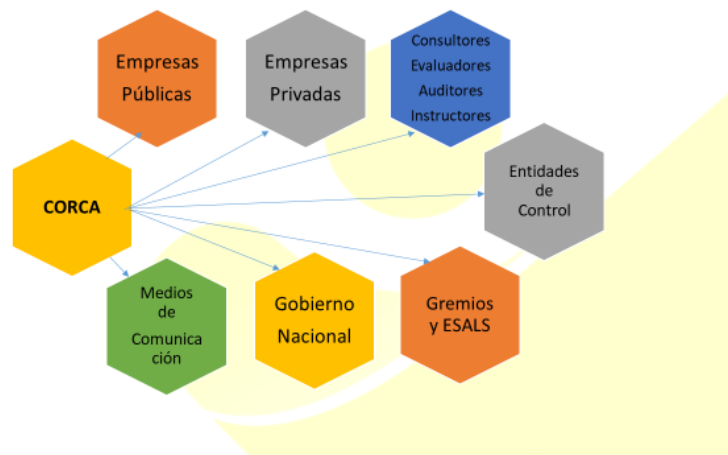 Empresas
Públicas
Empresas
Privadas
Consultores
Evaluadores
Auditores
Instructores
Entidades
de
Control
CORCA
Medios
de
Comunica
ción
Gobierno
Nacional
Gremios
y ESALS